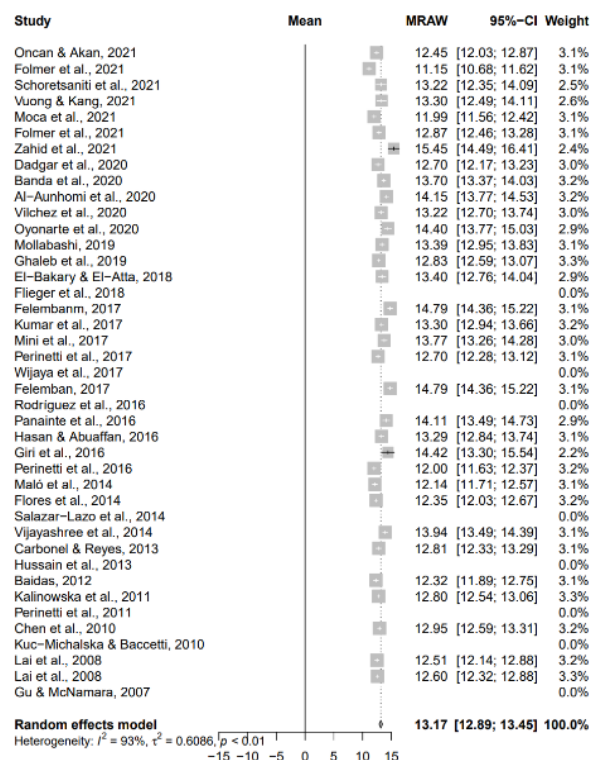 Study Mean MRAW 95%−CI Weight
Oncan & Akan, 2021 12.45 [12.03; 12.87] 3.1%
Folmer et al., 2021 11.15 [10.68; 11.62] 3.1%
Schoretsaniti et al., 2021 13.22 [12.35; 14.09] 2.5%
Vuong & Kang, 2021 13.30 [12.49; 14.11] 2.6%
Moca et al., 2021 11.99 [11.56; 12.42] 3.1%
Folmer et al., 2021 12.87 [12.46; 13.28] 3.1%
Zahid et al., 2021 15.45 [14.49; 16.41] 2.4%
Dadgar et al., 2020 12.70 [12.17; 13.23] 3.0%
Banda et al., 2020 13.70 [13.37; 14.03] 3.2%
Al−Aunhomi et al., 2020 14.15 [13.77; 14.53] 3.2%
Vilchez et al., 2020 13.22 [12.70; 13.74] 3.0%
Oyonarte et al., 2020 14.40 [13.77; 15.03] 2.9%
Mollabashi, 2019 13.39 [12.95; 13.83] 3.1%
Ghaleb et al., 2019 12.83 [12.59; 13.07] 3.3%
El−Bakary & El−Atta, 2018 13.40 [12.76; 14.04] 2.9%
Flieger et al., 2018 0.0%
Felembanm, 2017 14.79 [14.36; 15.22] 3.1%
Kumar et al., 2017 13.30 [12.94; 13.66] 3.2%
Mini et al., 2017 13.77 [13.26; 14.28] 3.0%
Perinetti et al., 2017 12.70 [12.28; 13.12] 3.1%
Wijaya et al., 2017 0.0%
Felemban, 2017 14.79 [14.36; 15.22] 3.1%
Rodríguez et al., 2016 0.0%
Panainte et al., 2016 14.11 [13.49; 14.73] 2.9%
Hasan & Abuaffan, 2016 13.29 [12.84; 13.74] 3.1%
Giri et al., 2016 14.42 [13.30; 15.54] 2.2%
Perinetti et al., 2016 12.00 [11.63; 12.37] 3.2%
Maló et al., 2014 12.14 [11.71; 12.57] 3.1%
Flores et al., 2014 12.35 [12.03; 12.67] 3.2%
Salazar−Lazo et al., 2014 0.0%
Vijayashree et al., 2014 13.94 [13.49; 14.39] 3.1%
Carbonel & Reyes, 2013 12.81 [12.33; 13.29] 3.1%
Hussain et al., 2013 0.0%
Baidas, 2012 12.32 [11.89; 12.75] 3.1%
Kalinowska et al., 2011 12.80 [12.54; 13.06] 3.3%
Perinetti et al., 2011 0.0%
Chen et al., 2010 12.95 [12.59; 13.31] 3.2%
Kuc−Michalska & Baccetti, 2010 0.0%
Lai et al., 2008 12.51 [12.14; 12.88] 3.2%
Lai et al., 2008 12.60 [12.32; 12.88] 3.3%
Gu & McNamara, 2007 0.0%
Random effects model 13.17 [12.89; 13.45] 100.0%
Heterogeneity: I² = 93%, τ² = 0.6086, p < 0.01
−15 −10 −5 0 5 10 15